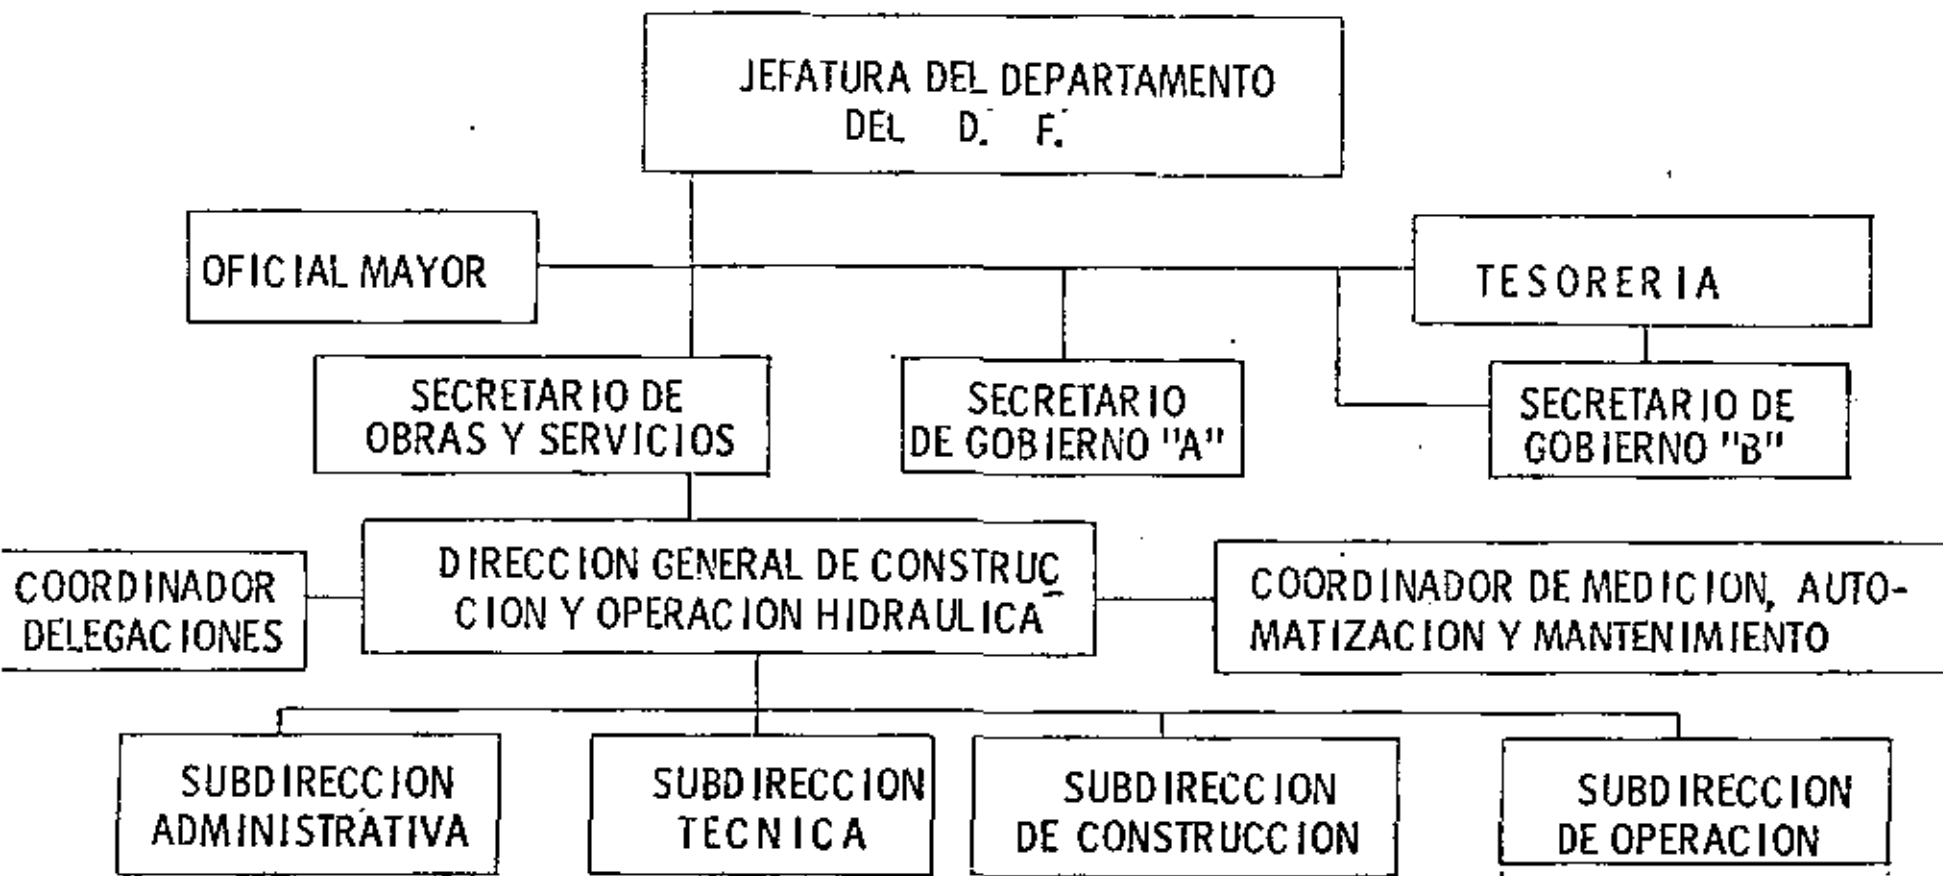 JEFATURA DEL DEPARTAMENTO
DEL D. F.
OFICIAL MAYOR
TESORERIA
SECRETARIO DE
OBRAS Y SERVICIOS
SECRETARIO
DE GOBIERNO "A"
SECRETARIO DE
GOBIERNO "B"
COORDINADOR
DELEGACIONES
DIRECCION GENERAL DE CONSTRUC
CION Y OPERACION HIDRAULICA
COORDINADOR DE MEDICION, AUTO-
MATIZACION Y MANTENIMIENTO
SUBDIRECCION
ADMINISTRATIVA
SUBDIRECCION
TECNICA
SUBDIRECCION
DE CONSTRUCCION
SUBDIRECCION
DE OPERACION